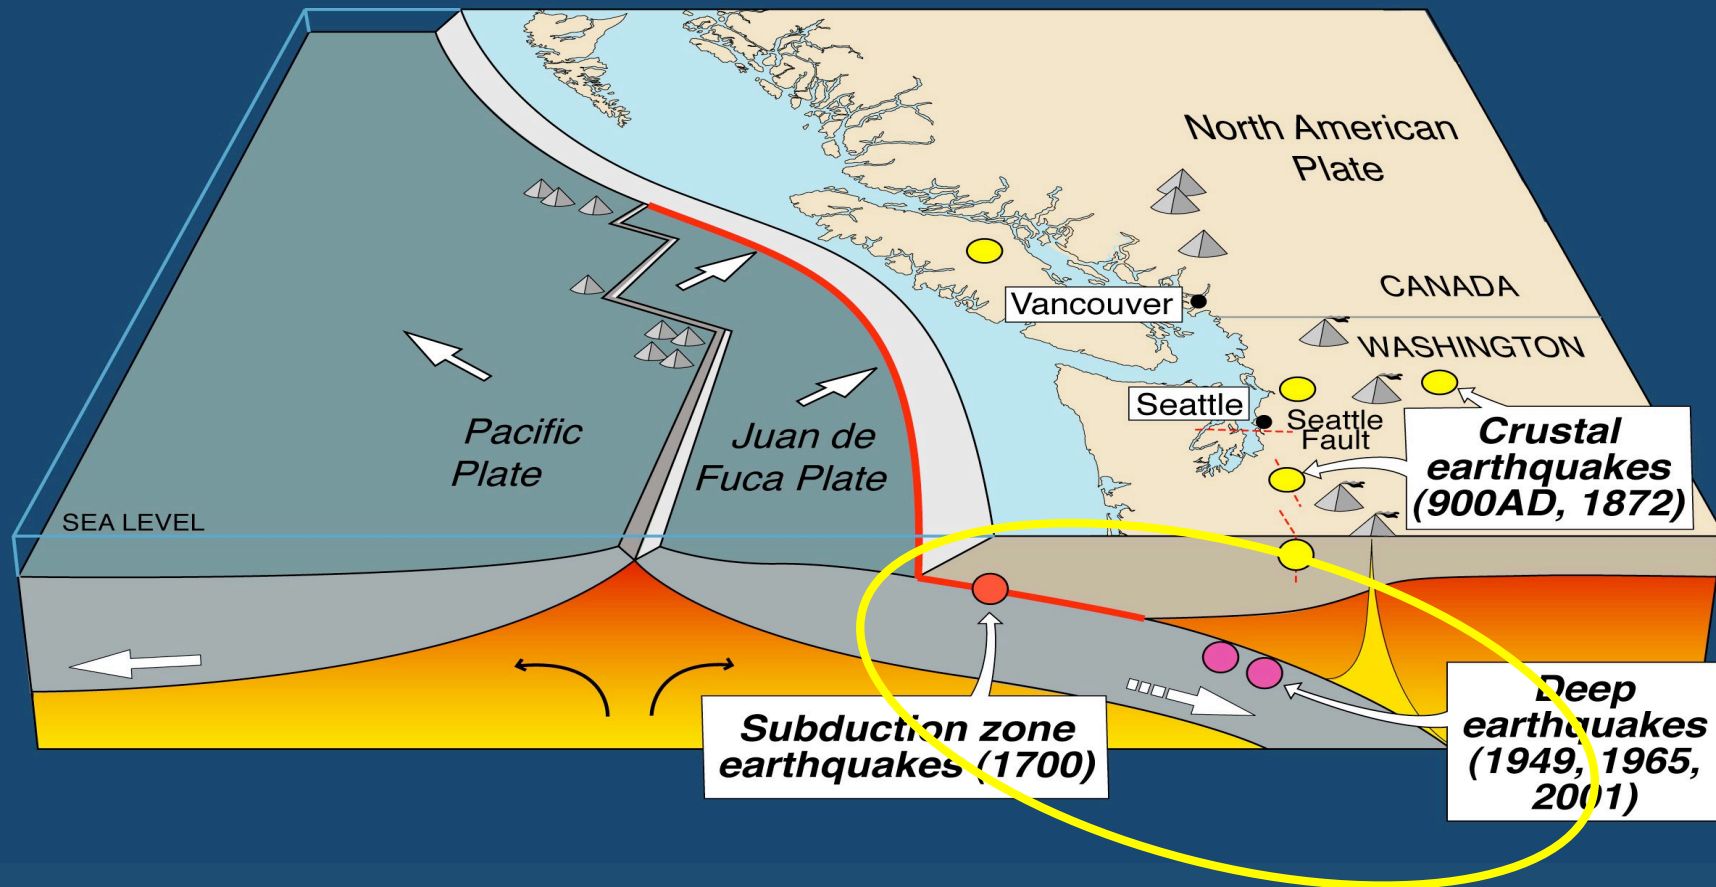 North American
Plate
CANADA
Vancouver
WASHINGTON
Seattle
Seattle
Fault
Crustal
earthquakes
(900AD, 1872)
Pacific
Plate
Juan de
Fuca Plate
SEA LEVEL
Subduction zone
earthquakes (1700)
Deep
earthquakes
(1949, 1965,
2001)